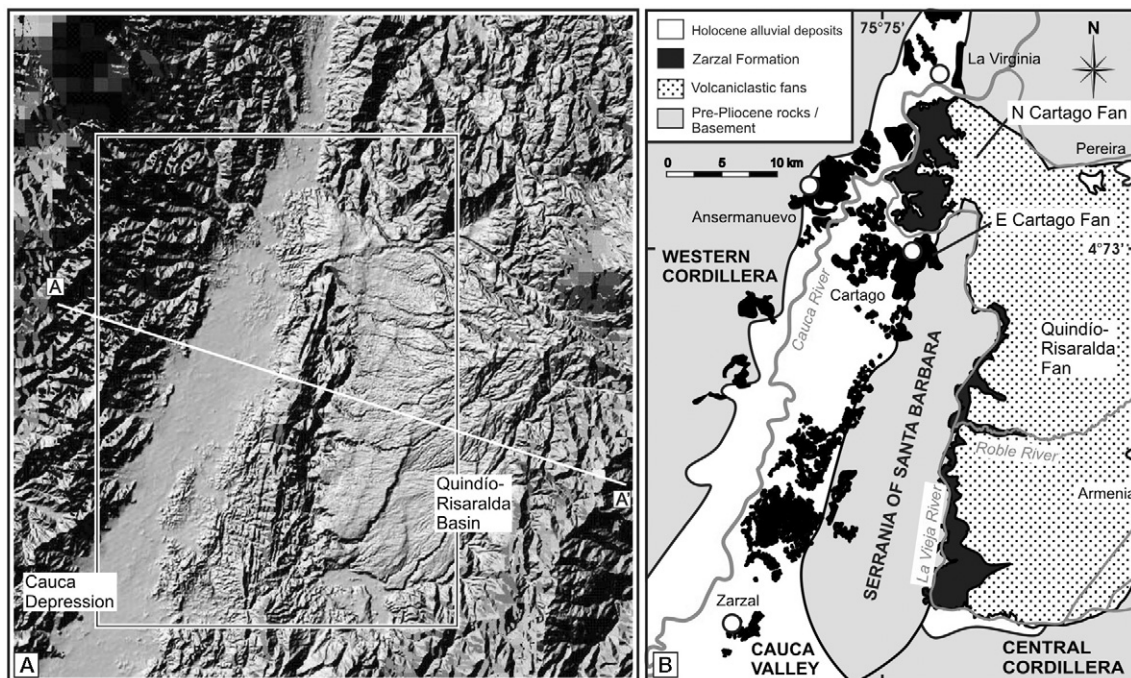 A
A'
Quindío-
Risaralda
Basin
Cauca
Depression
A
Holocene alluvial deposits
Zarzal Formation
Volcaniclastic fans
Pre-Pliocene rocks /
Basement
0 5 10 km
75°75'
N
La Virginia
N Cartago Fan
Pereira
Ansermanuevo
E Cartago Fan
4°73'
WESTERN
CORDILLERA
Cartago
Cauca River
Quindío-
Risaralda
Fan
SERRANIA OF SANTA BARBARA
Roble River
La Vieja River
Armenia
Zarzal
CAUCA
VALLEY
CENTRAL
CORDILLERA
B